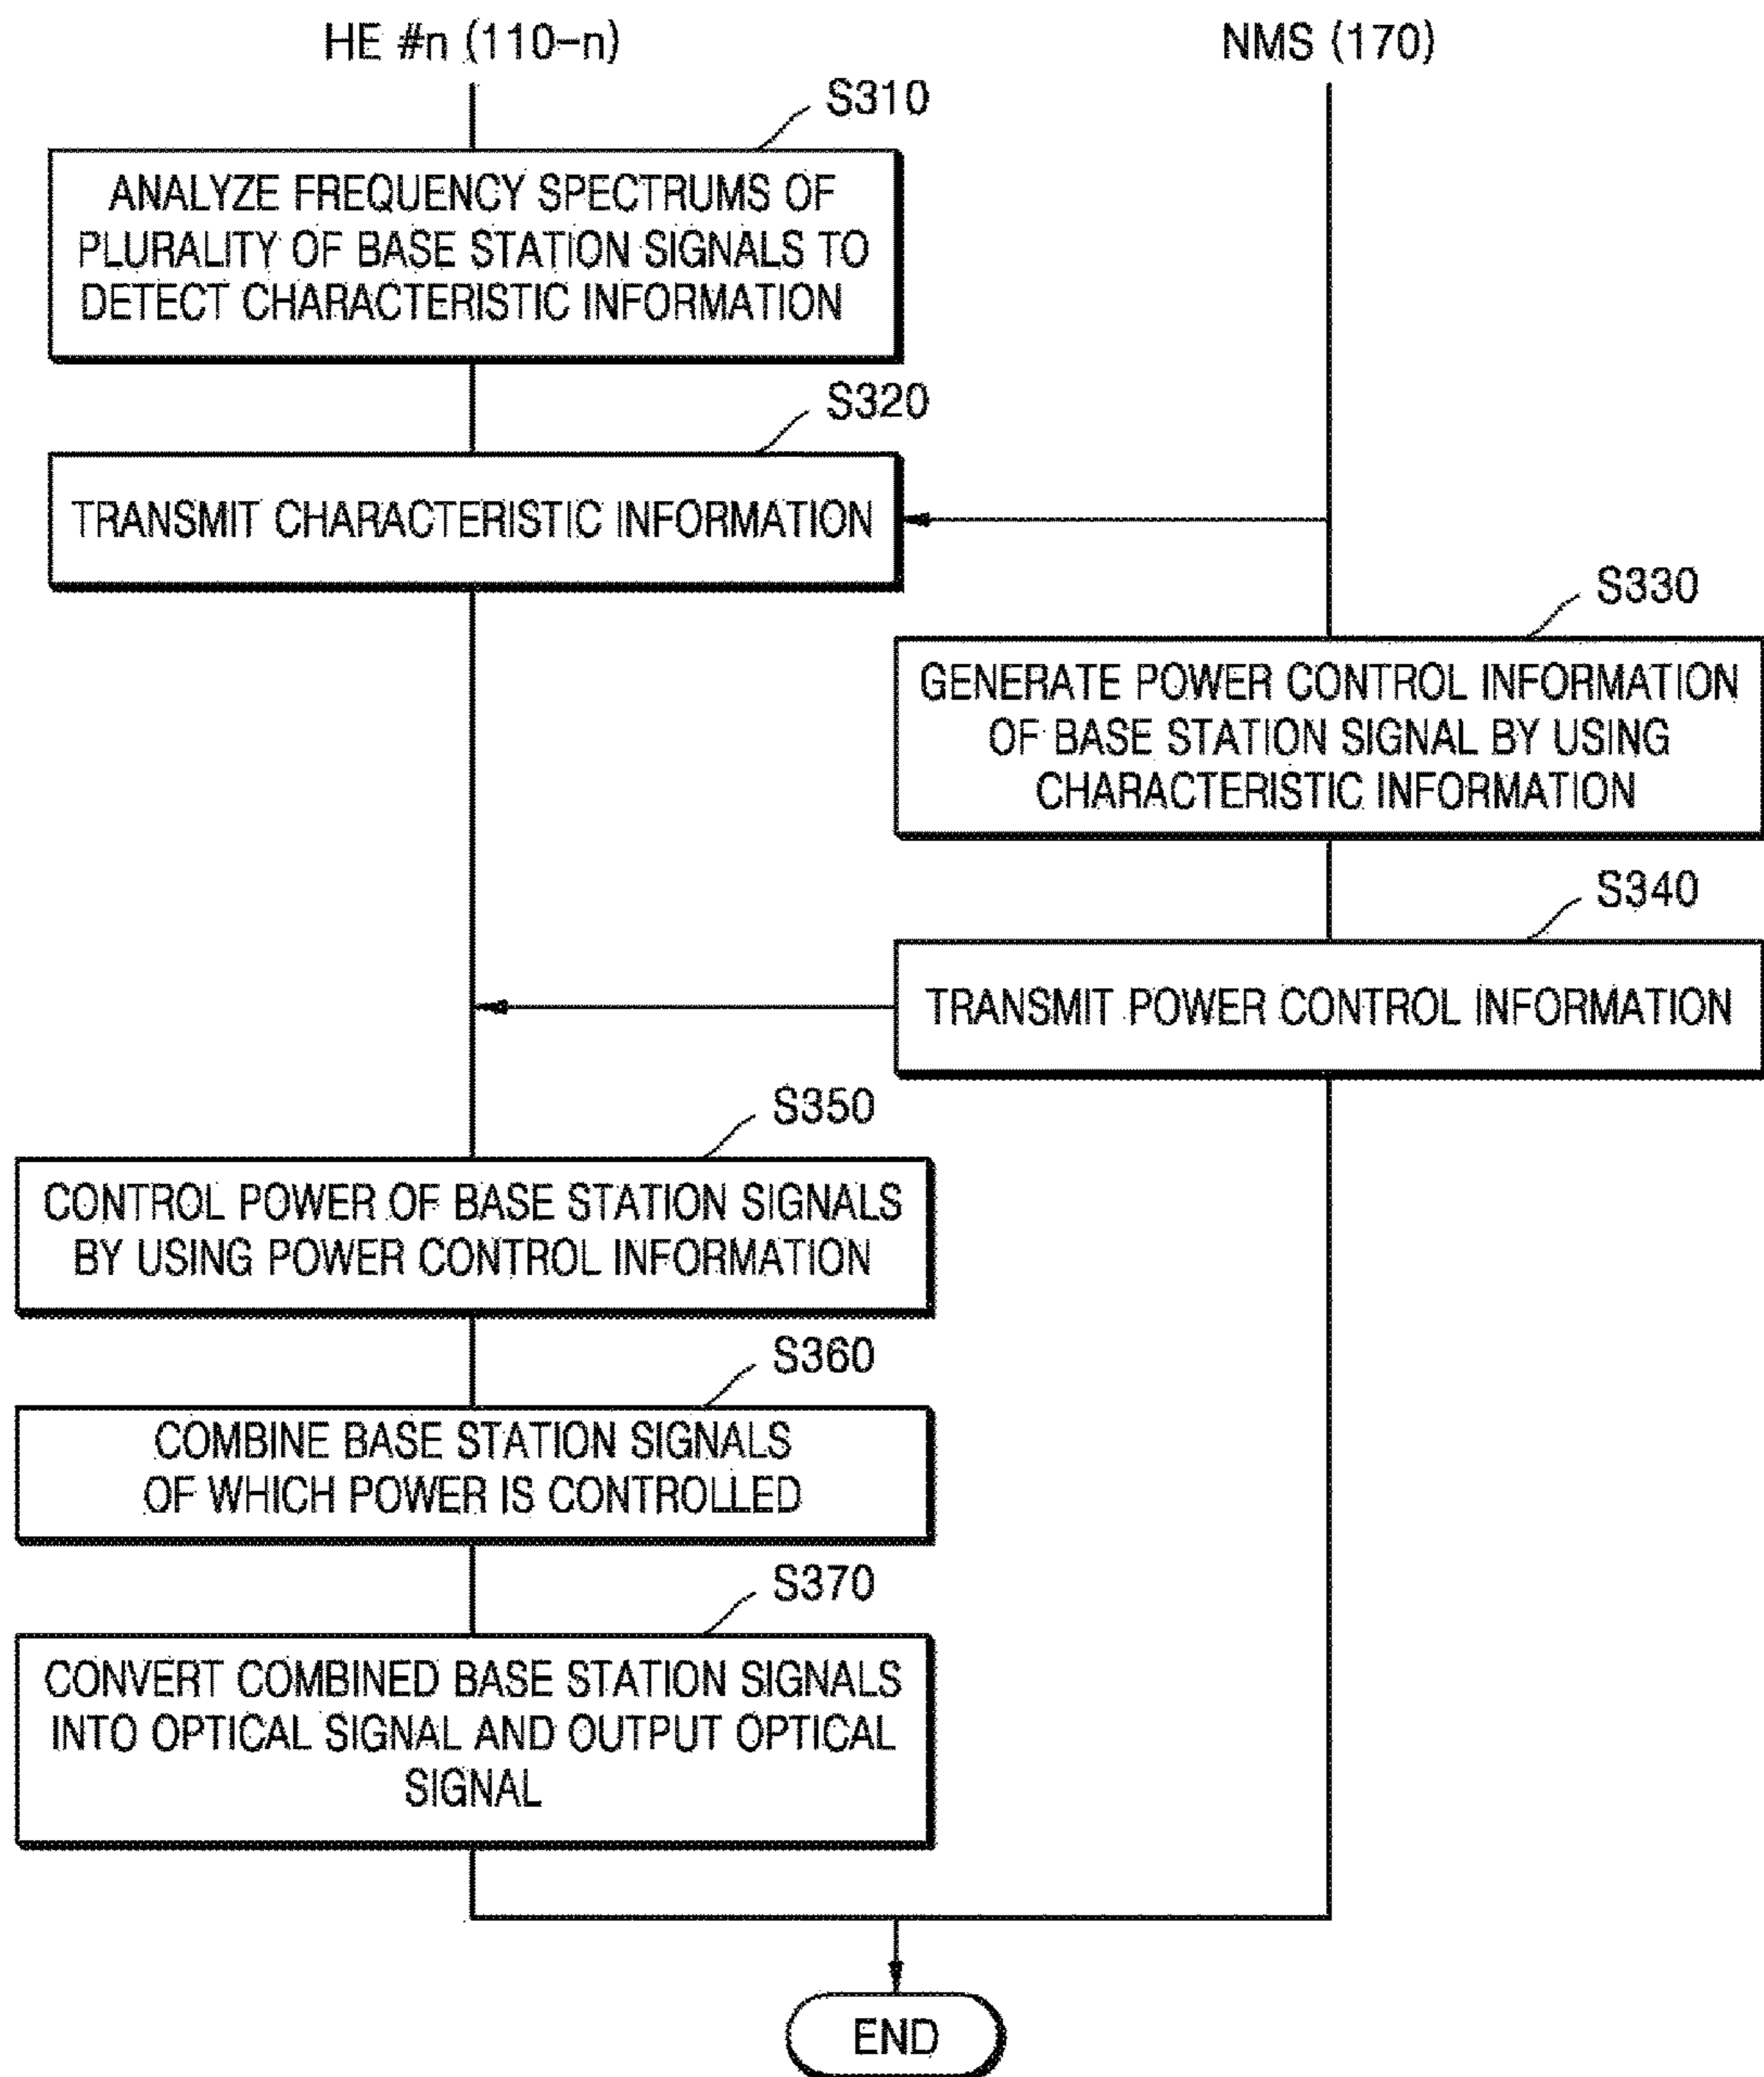 HE #n (110-n)
NMS (170)
S310
ANALYZE FREQUENCY SPECTRUMS OF
PLURALITY OF BASE STATION SIGNALS TO
DETECT CHARACTERISTIC INFORMATION
S320
TRANSMIT CHARACTERISTIC INFORMATION
S330
GENERATE POWER CONTROL INFORMATION
OF BASE STATION SIGNAL BY USING
CHARACTERISTIC INFORMATION
S340
TRANSMIT POWER CONTROL INFORMATION
S350
CONTROL POWER OF BASE STATION SIGNALS
BY USING POWER CONTROL INFORMATION
S360
COMBINE BASE STATION SIGNALS
OF WHICH POWER IS CONTROLLED
S370
CONVERT COMBINED BASE STATION SIGNALS
INTO OPTICAL SIGNAL AND OUTPUT OPTICAL
SIGNAL
END